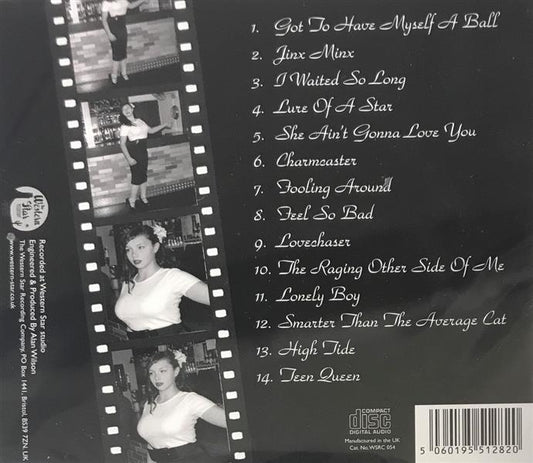 1. Got To Have Myself A Ball
2. Jinx Minx
3. I Waited So Long
4. Lure Of A Star
5. She Ain't Gonna Love You
6. Charmcaster
7. Fooling Around
8. Feel So Bad
9. Lovechaser
10. The Raging Other Side Of Me
11. Lonely Boy
12. Smarter Than The Average Cat
13. High Tide
14. Teen Queen
Western
Star
Recorded at Western Star studio
Engineered & Produced By Alan Wilson
The Western Star Recording Company, PO Box 1441, Bristol, BS39 7ZN, UK
www.western-star.co.uk
COMPACT
disc
DIGITAL AUDIO
Manufactured in the UK
Cat. No. WSRC 054
5 060195 512820